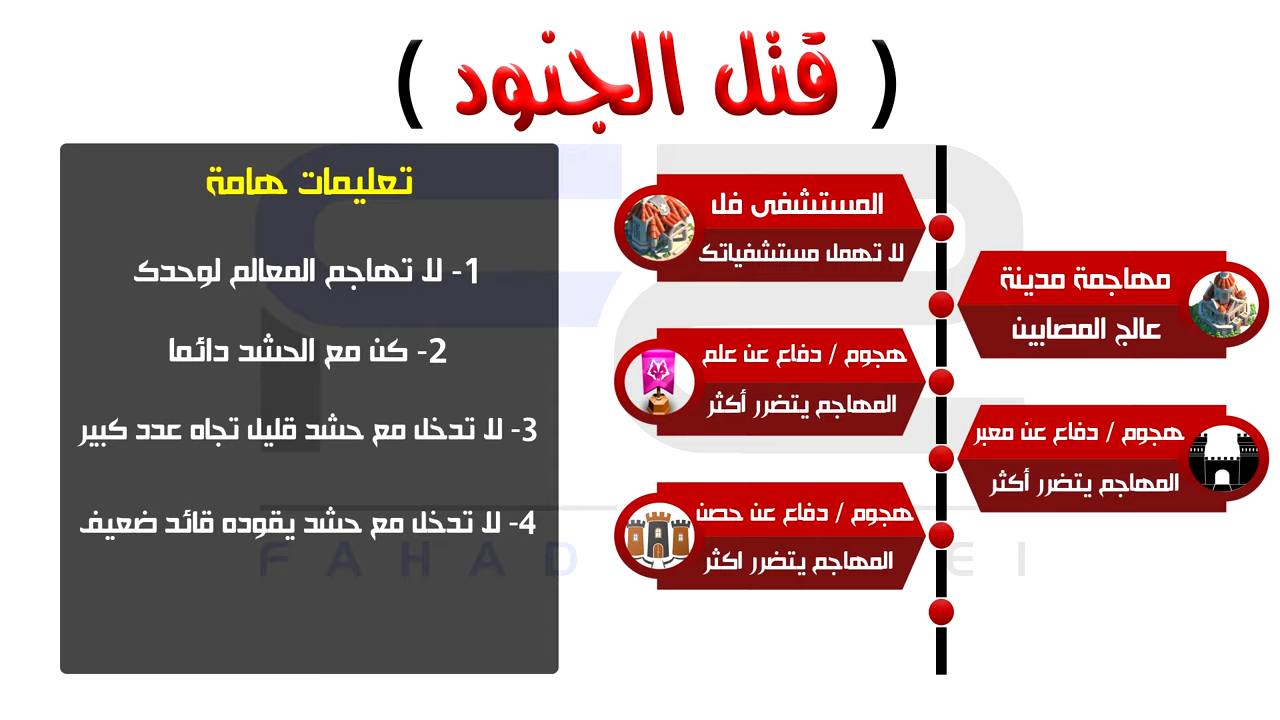 ( قتل الجنود )
المستشفى فل
لا تهمل مستشفياتك
مهاجمة مدينة
عالج المصابين
هجوم / دفاع عن علم
المهاجم يتضرر أكثر
هجوم / دفاع عن معبر
المهاجم يتضرر أكثر
هجوم / دفاع عن حصن
المهاجم يتضرر اكثر
تعليمات هامة
1- لا تهاجم المعالم لوحدك
2- كن مع الحشد دائما
3- لا تدخل مع حشد قليل تجاه عدد كبير
4- لا تدخل مع حشد يقوده قائد ضعيف
FAHAD
EI